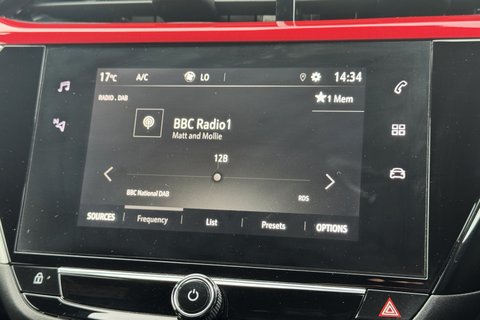 17°C A/C LO 14:34
RADIO . DAB
1 Mem
BBC Radio1
Matt and Mollie
12B
BBC National DAB RDS
SOURCES Frequency List Presets OPTIONS
N